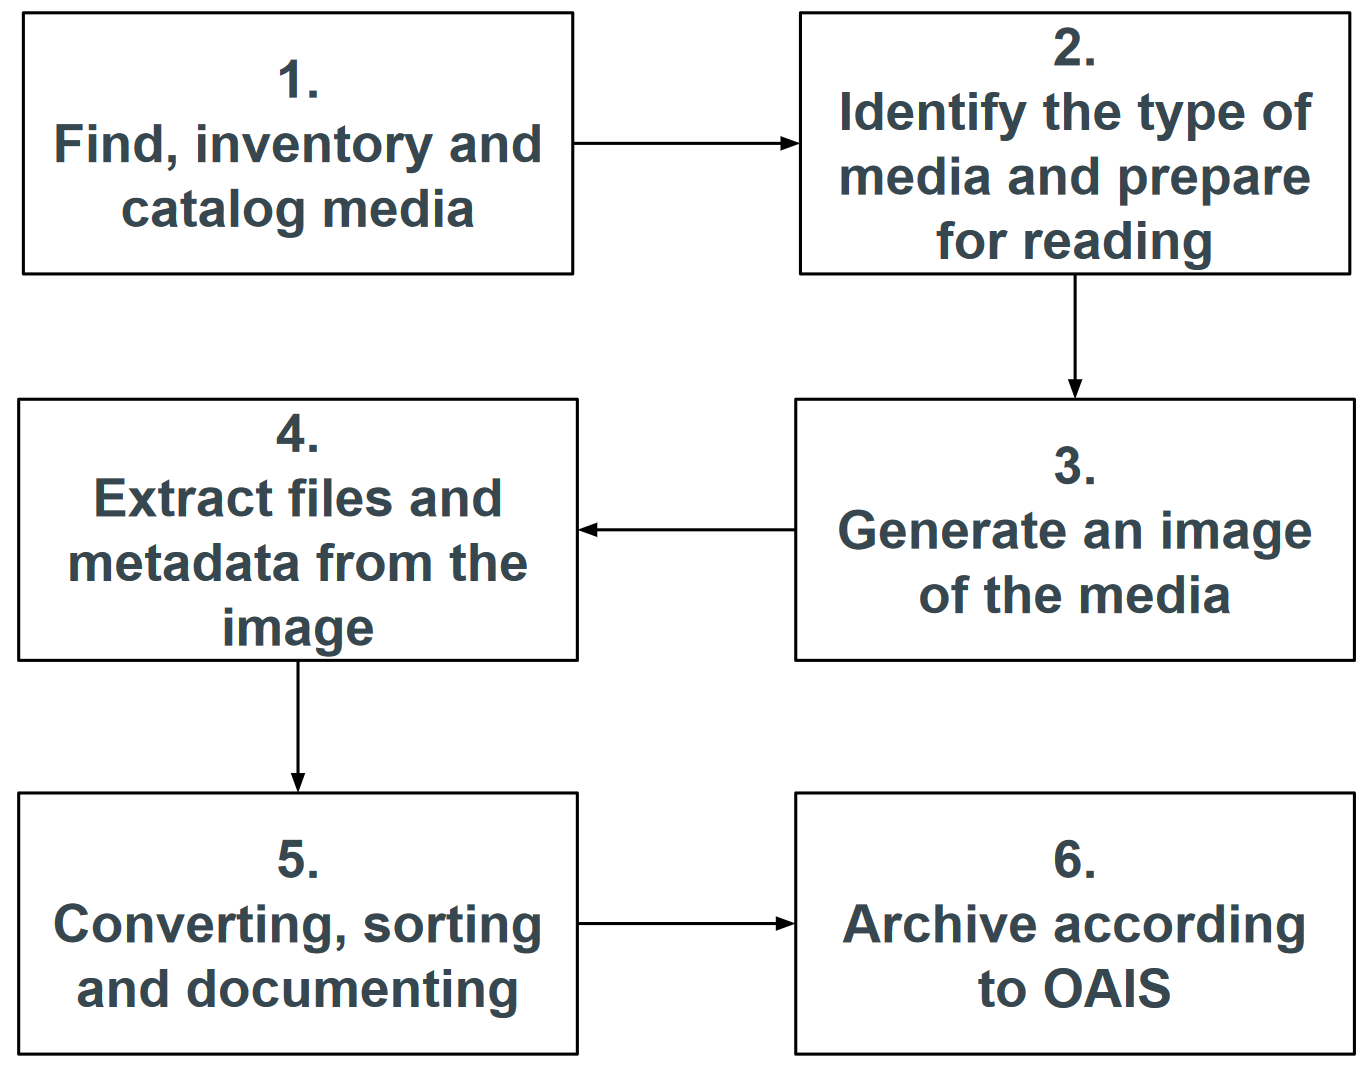 1.
Find, inventory and
catalog media
2.
Identify the type of
media and prepare
for reading
3.
Generate an image
of the media
4.
Extract files and
metadata from the
image
5.
Converting, sorting
and documenting
6.
Archive according
to OAIS